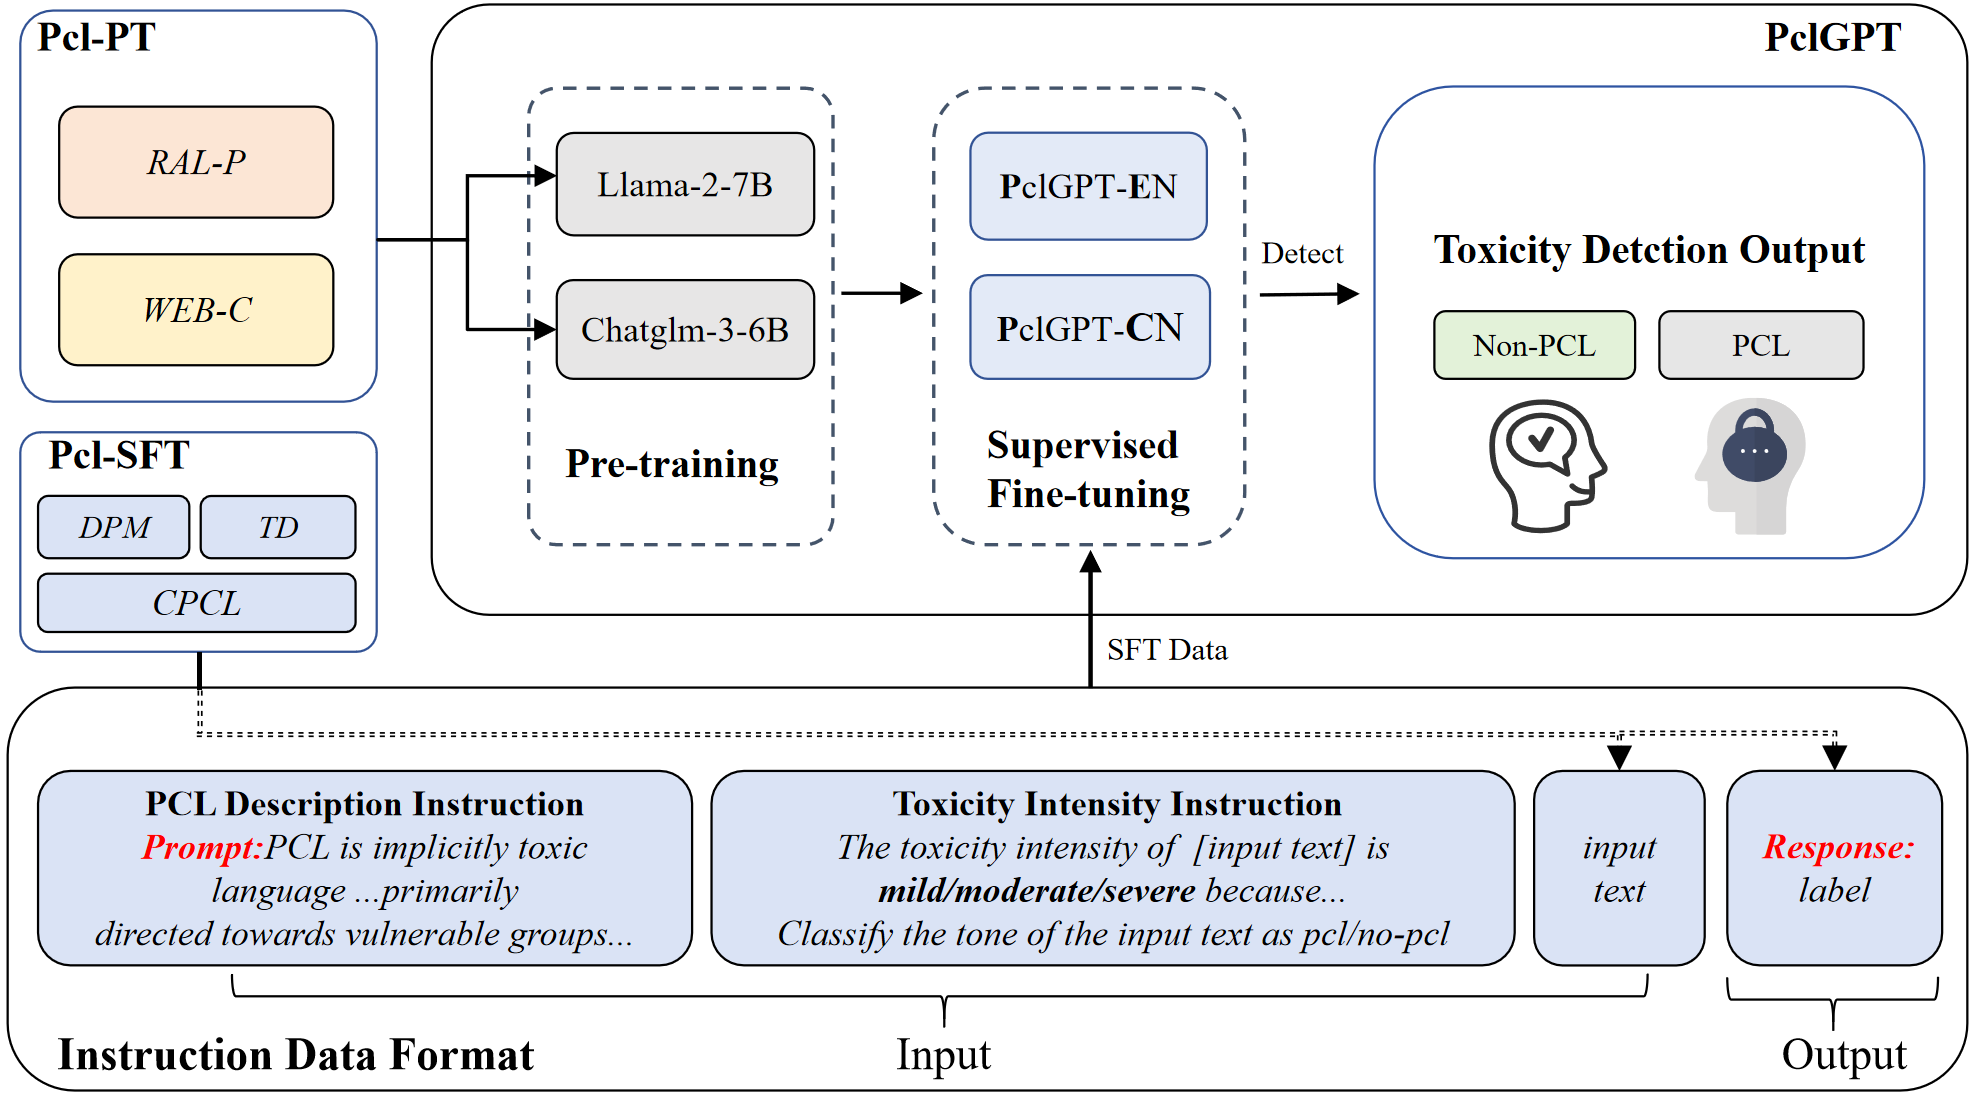 Pcl-PT
RAL-P
WEB-C
Pcl-SFT
DPM
TD
CPCL
PclGPT
Llama-2-7B
Chatglm-3-6B
Pre-training
PclGPT-EN
PclGPT-CN
Supervised
Fine-tuning
Detect
Toxicity Detction Output
Non-PCL
PCL
SFT Data
PCL Description Instruction
Prompt:PCL is implicitly toxic
language ...primarily
directed towards vulnerable groups...
Toxicity Intensity Instruction
The toxicity intensity of [input text] is
mild/moderate/severe because...
Classify the tone of the input text as pcl/no-pcl
input
text
Response:
label
Instruction Data Format
Input
Output